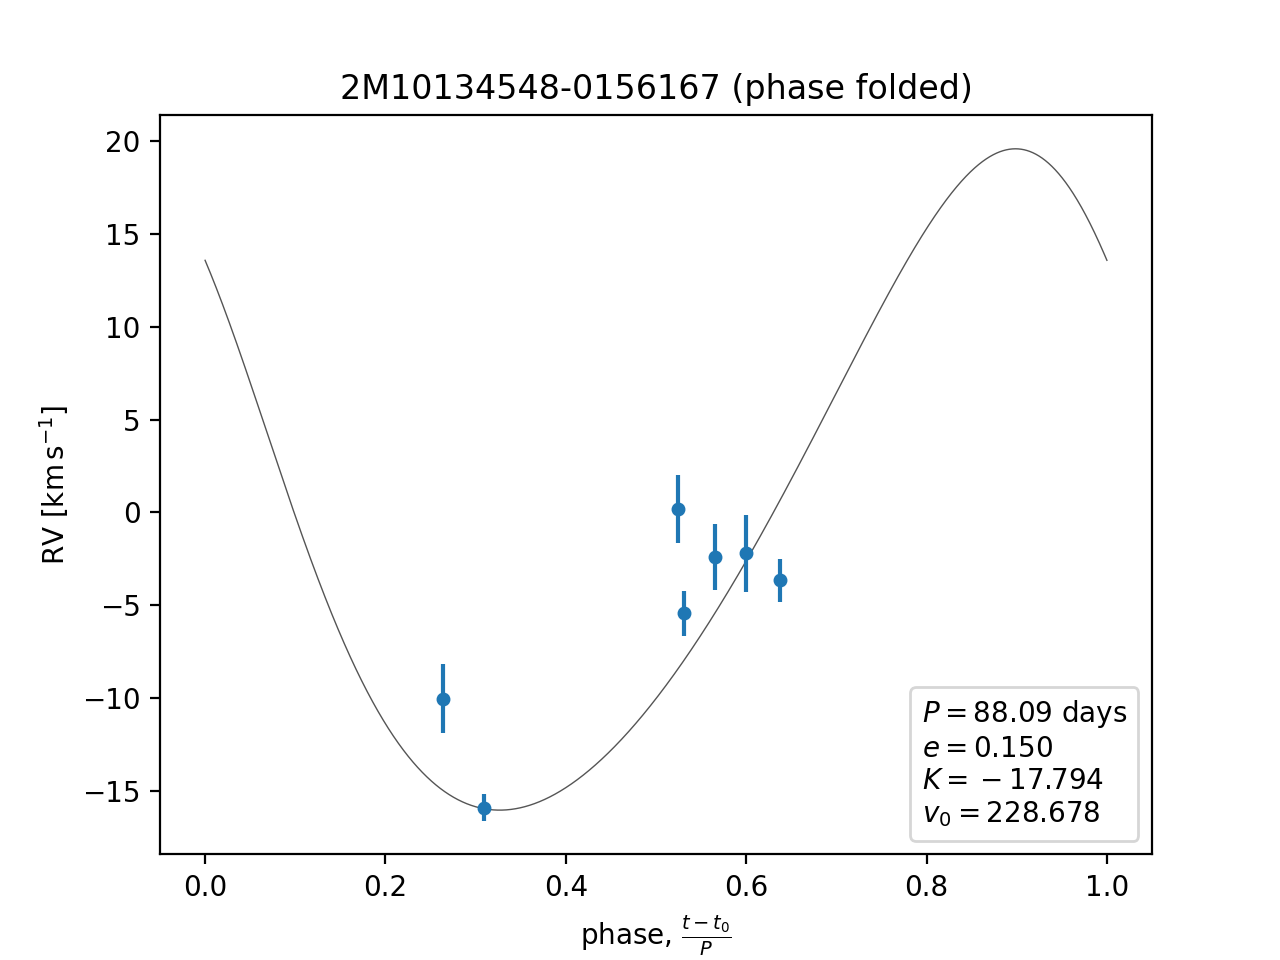 2M10134548-0156167 (phase folded)
RV [km s⁻¹]
20
15
10
5
0
−5
−10
−15
P = 88.09 days
e = 0.150
K = −17.794
v₀ = 228.678
0.0 0.2 0.4 0.6 0.8 1.0
phase, (t − t₀)/P